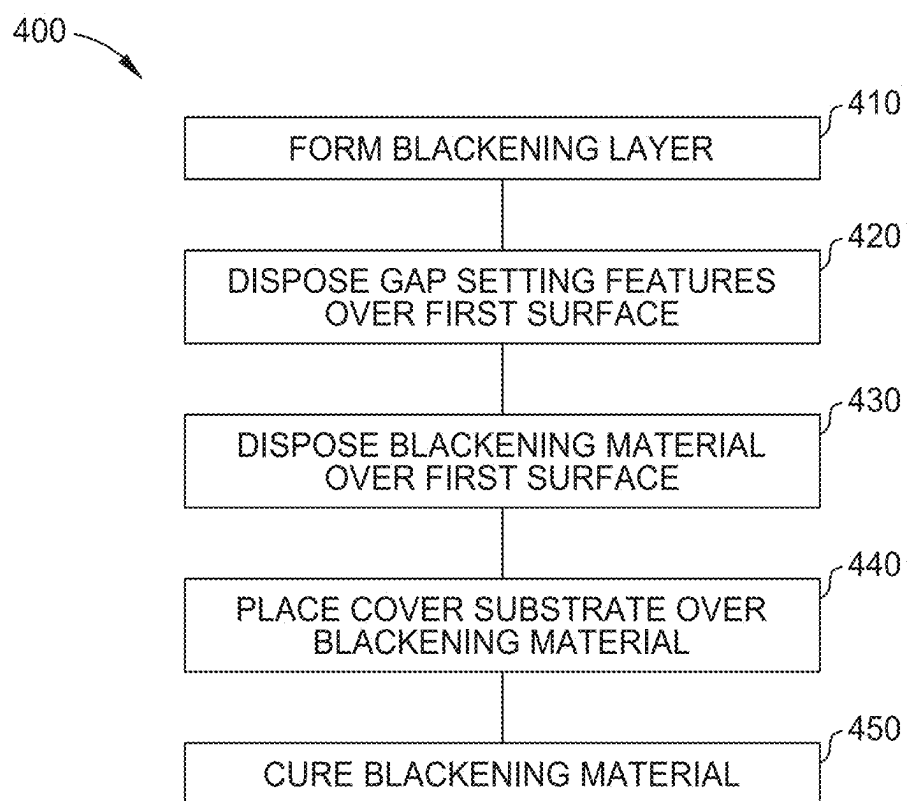 400
410
FORM BLACKENING LAYER
420
DISPOSE GAP SETTING FEATURES
OVER FIRST SURFACE
430
DISPOSE BLACKENING MATERIAL
OVER FIRST SURFACE
440
PLACE COVER SUBSTRATE OVER
BLACKENING MATERIAL
450
CURE BLACKENING MATERIAL